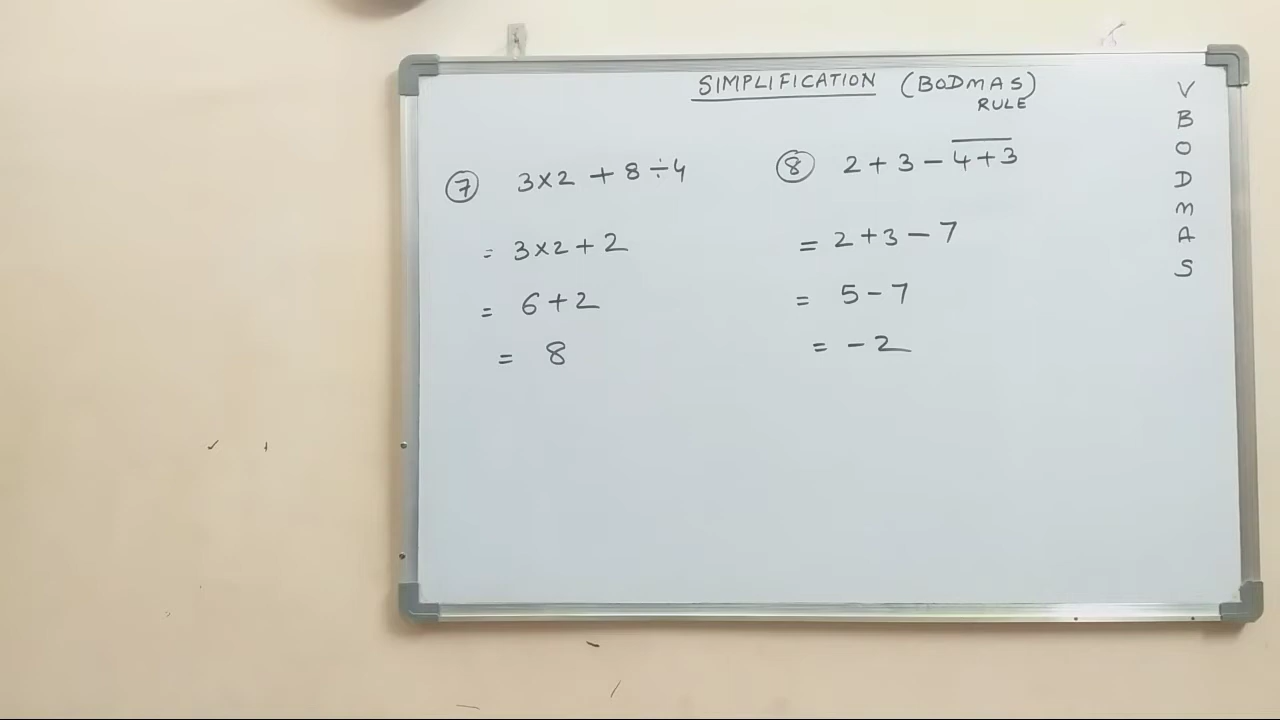 SIMPLIFICATION (BODMAS)
RULE
⑦ 3×2 + 8÷4
= 3×2+2
= 6+2
= 8
⑧ 2+3-4̅+̅3̅
= 2+3-7
= 5-7
= -2
V
B
O
D
M
A
S